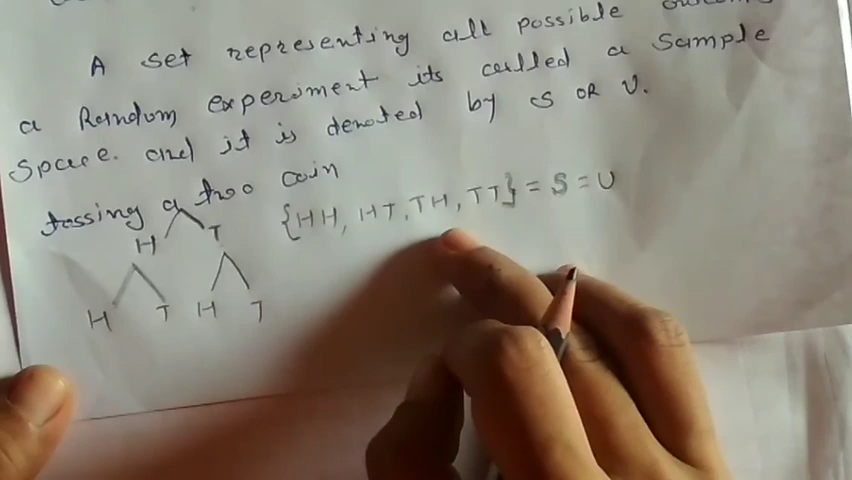 A set representing all possible
a Random experiment its called a sample
space. and it is denoted by S OR U.
tossing a two coin
{HH, HT, TH, TT} = S = U
H T
H T H T